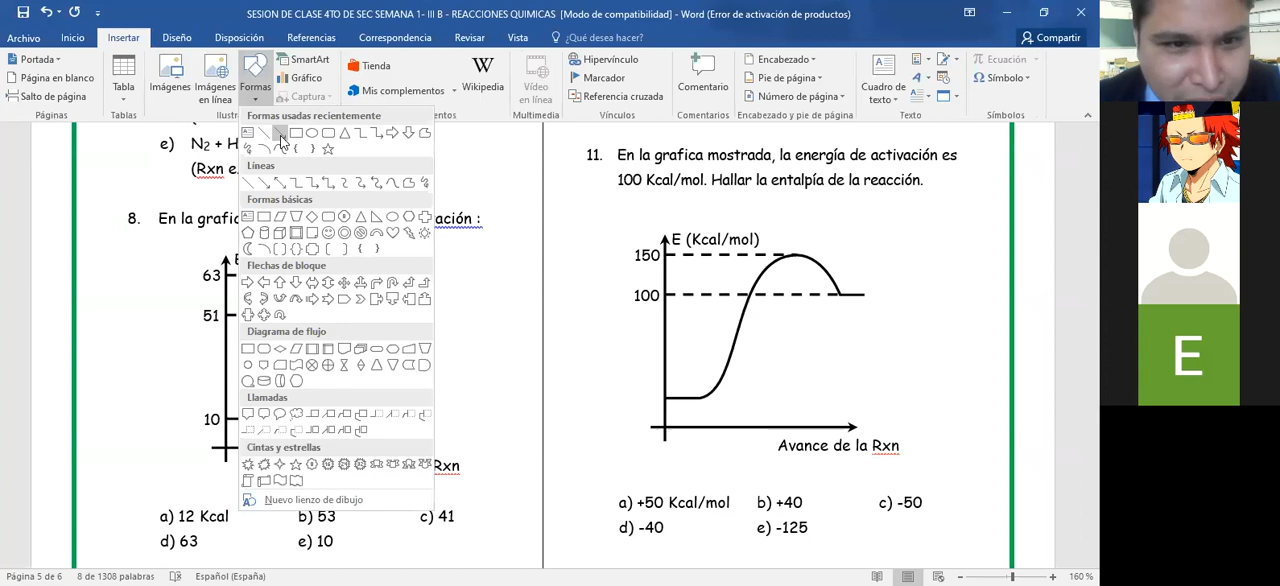 SESION DE CLASE 4TO DE SEC SEMANA 1- III B - REACCIONES QUIMICAS [Modo de compatibilidad] - Word (Error de activación de productos)
Archivo Inicio Insertar Diseño Disposición Referencias Correspondencia Revisar Vista ¿Qué desea hacer? Compartir
Portada
Página en blanco
Salto de página
Páginas
Tabla
Tablas
Imágenes
Imágenes en línea
Formas
SmartArt
Gráfico
Captura
Ilustr
Tienda
Mis complementos
Wikipedia
Vídeo en línea
Multimedia
Hipervínculo
Marcador
Referencia cruzada
Vínculos
Comentario
Comentarios
Encabezado
Pie de página
Número de página
Encabezado y pie de página
Cuadro de texto
Texto
Ecuación
Símbolo
Símbolos
Formas usadas recientemente
Líneas
Formas básicas
Flechas de bloque
Diagrama de flujo
Llamadas
Cintas y estrellas
Nuevo lienzo de dibujo
e) N2 + H
(Rxn e
8. En la grafic
ación :
E
63
51
10
Rxn
a) 12 Kcal b) 53 c) 41
d) 63 e) 10
11. En la grafica mostrada, la energía de activación es
100 Kcal/mol. Hallar la entalpía de la reacción.
E (Kcal/mol)
150
100
Avance de la Rxn
a) +50 Kcal/mol b) +40 c) -50
d) -40 e) -125
E
Página 5 de 6 8 de 1308 palabras Español (España) 160 %